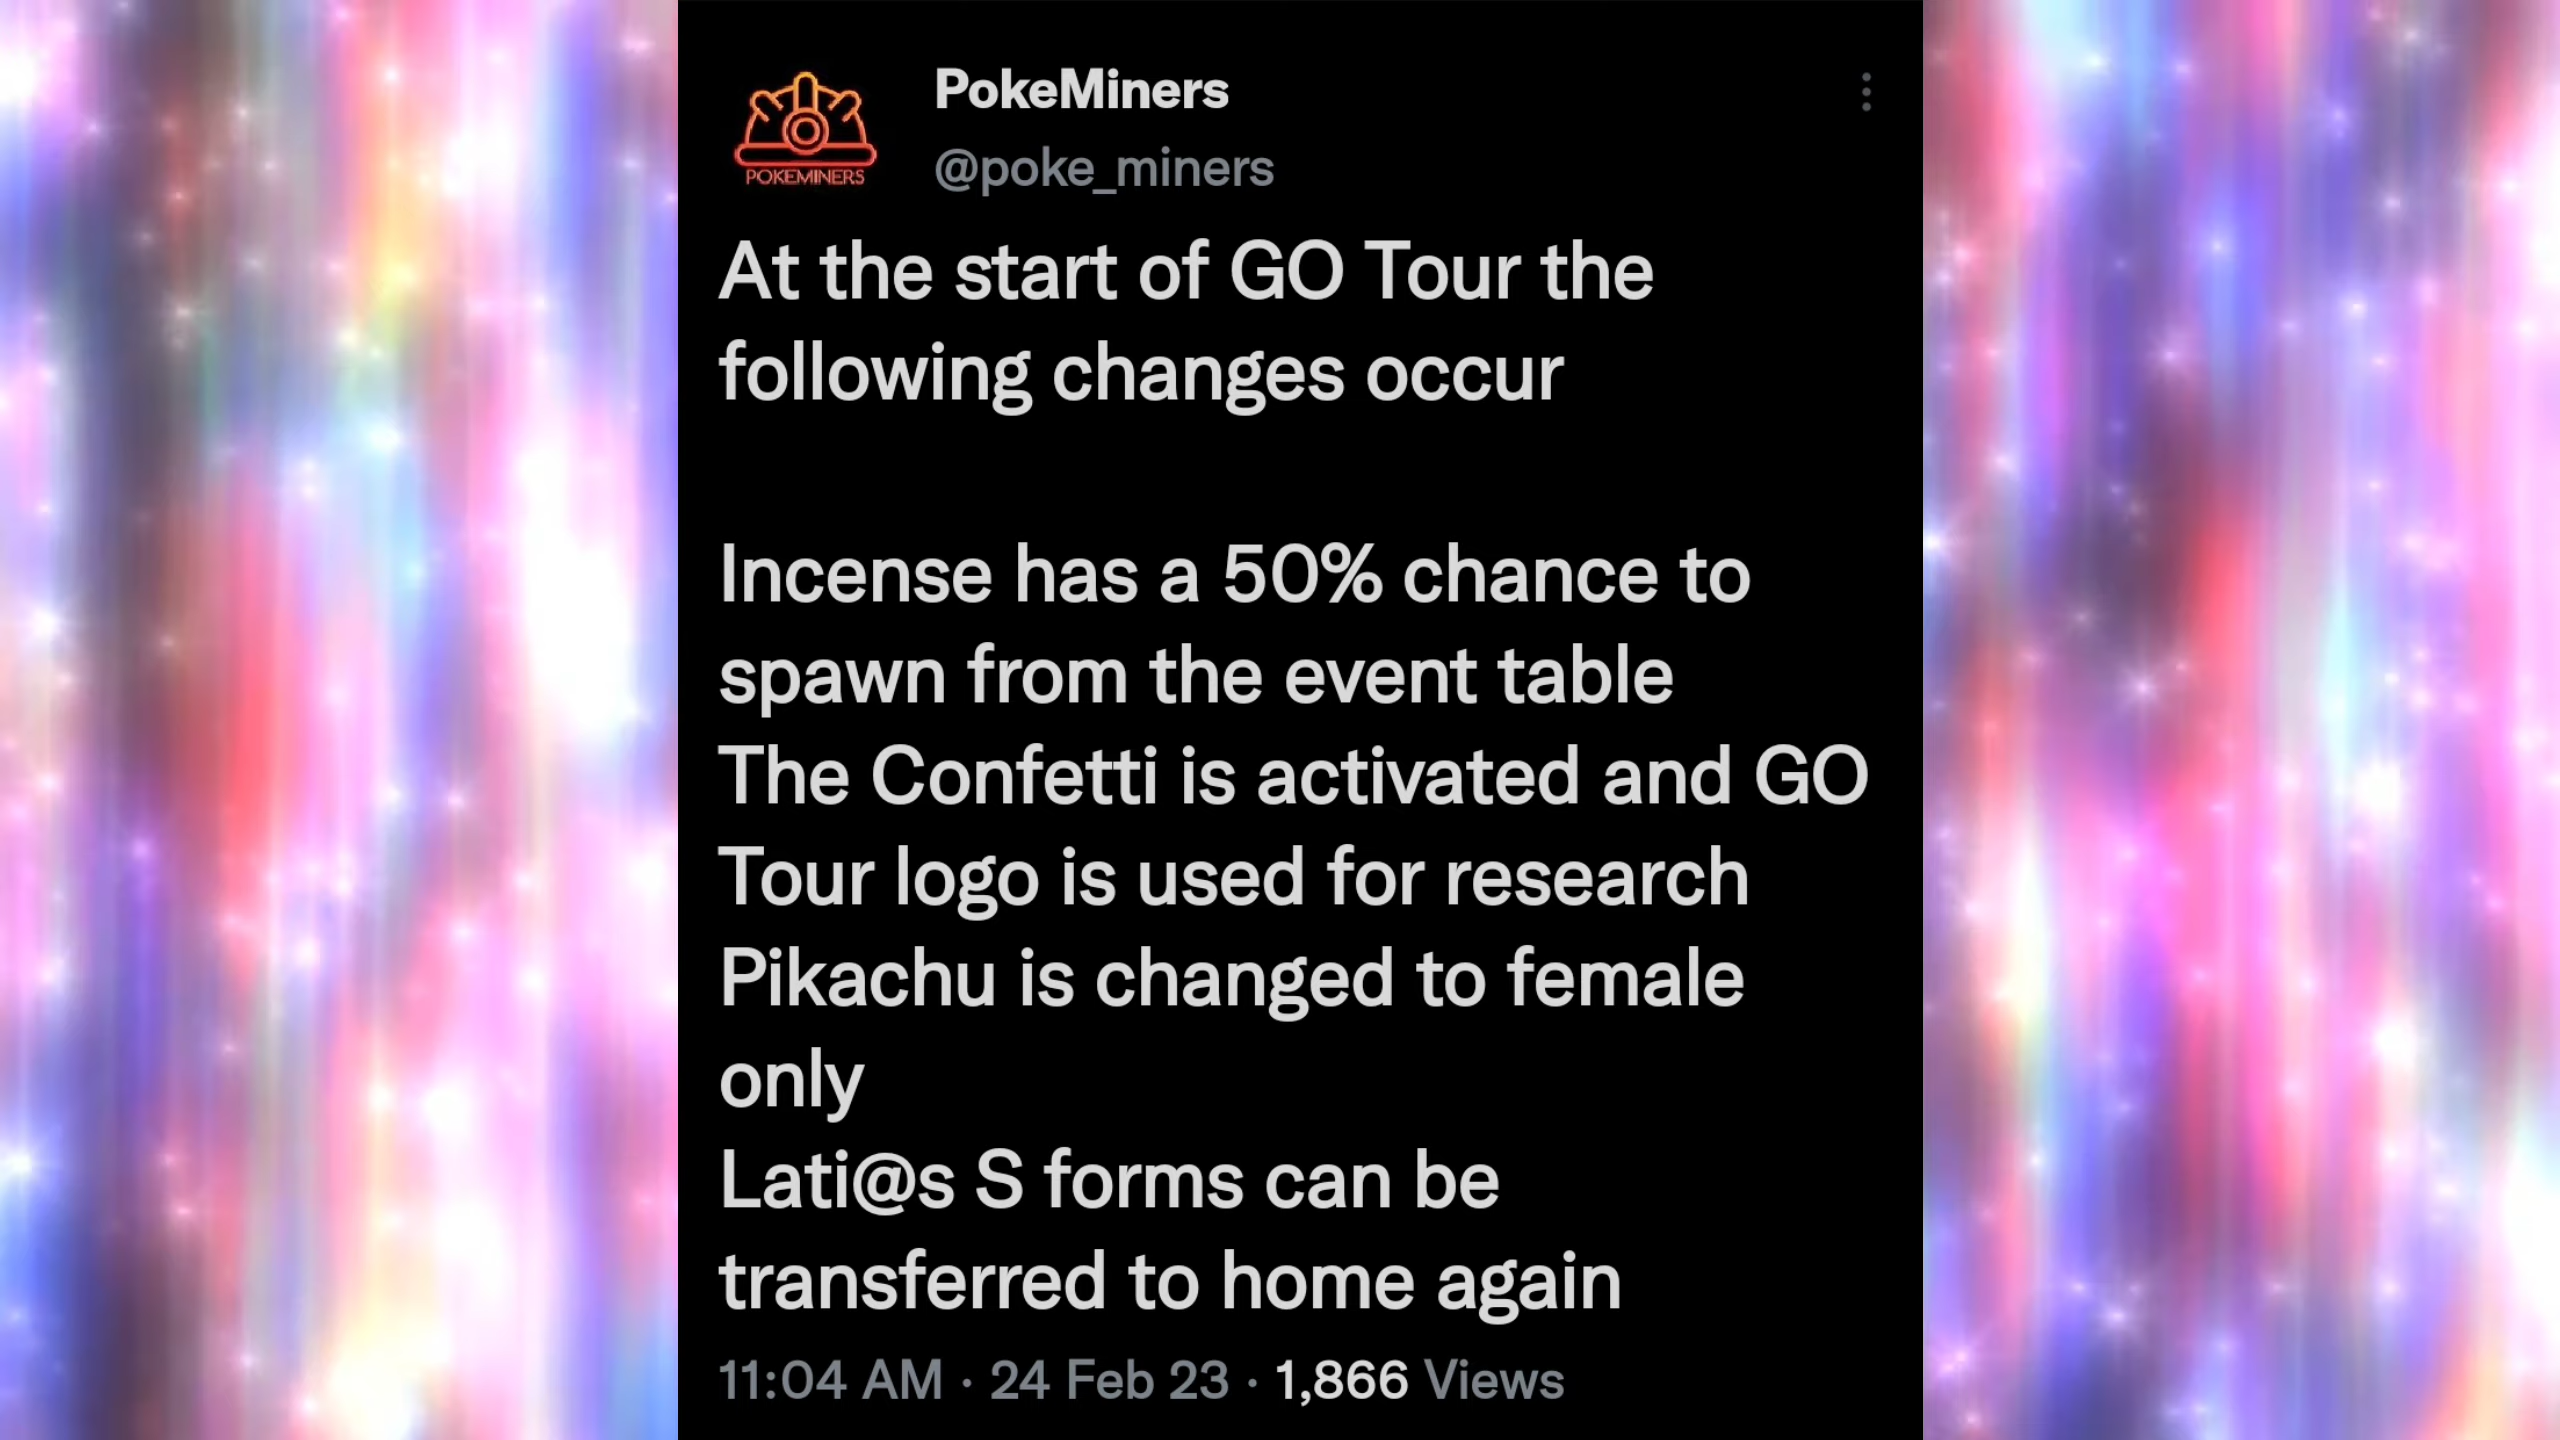 POKEMINERS
PokeMiners
@poke_miners
At the start of GO Tour the
following changes occur
Incense has a 50% chance to
spawn from the event table
The Confetti is activated and GO
Tour logo is used for research
Pikachu is changed to female
only
Lati@s S forms can be
transferred to home again
11:04 AM · 24 Feb 23 · 1,866 Views